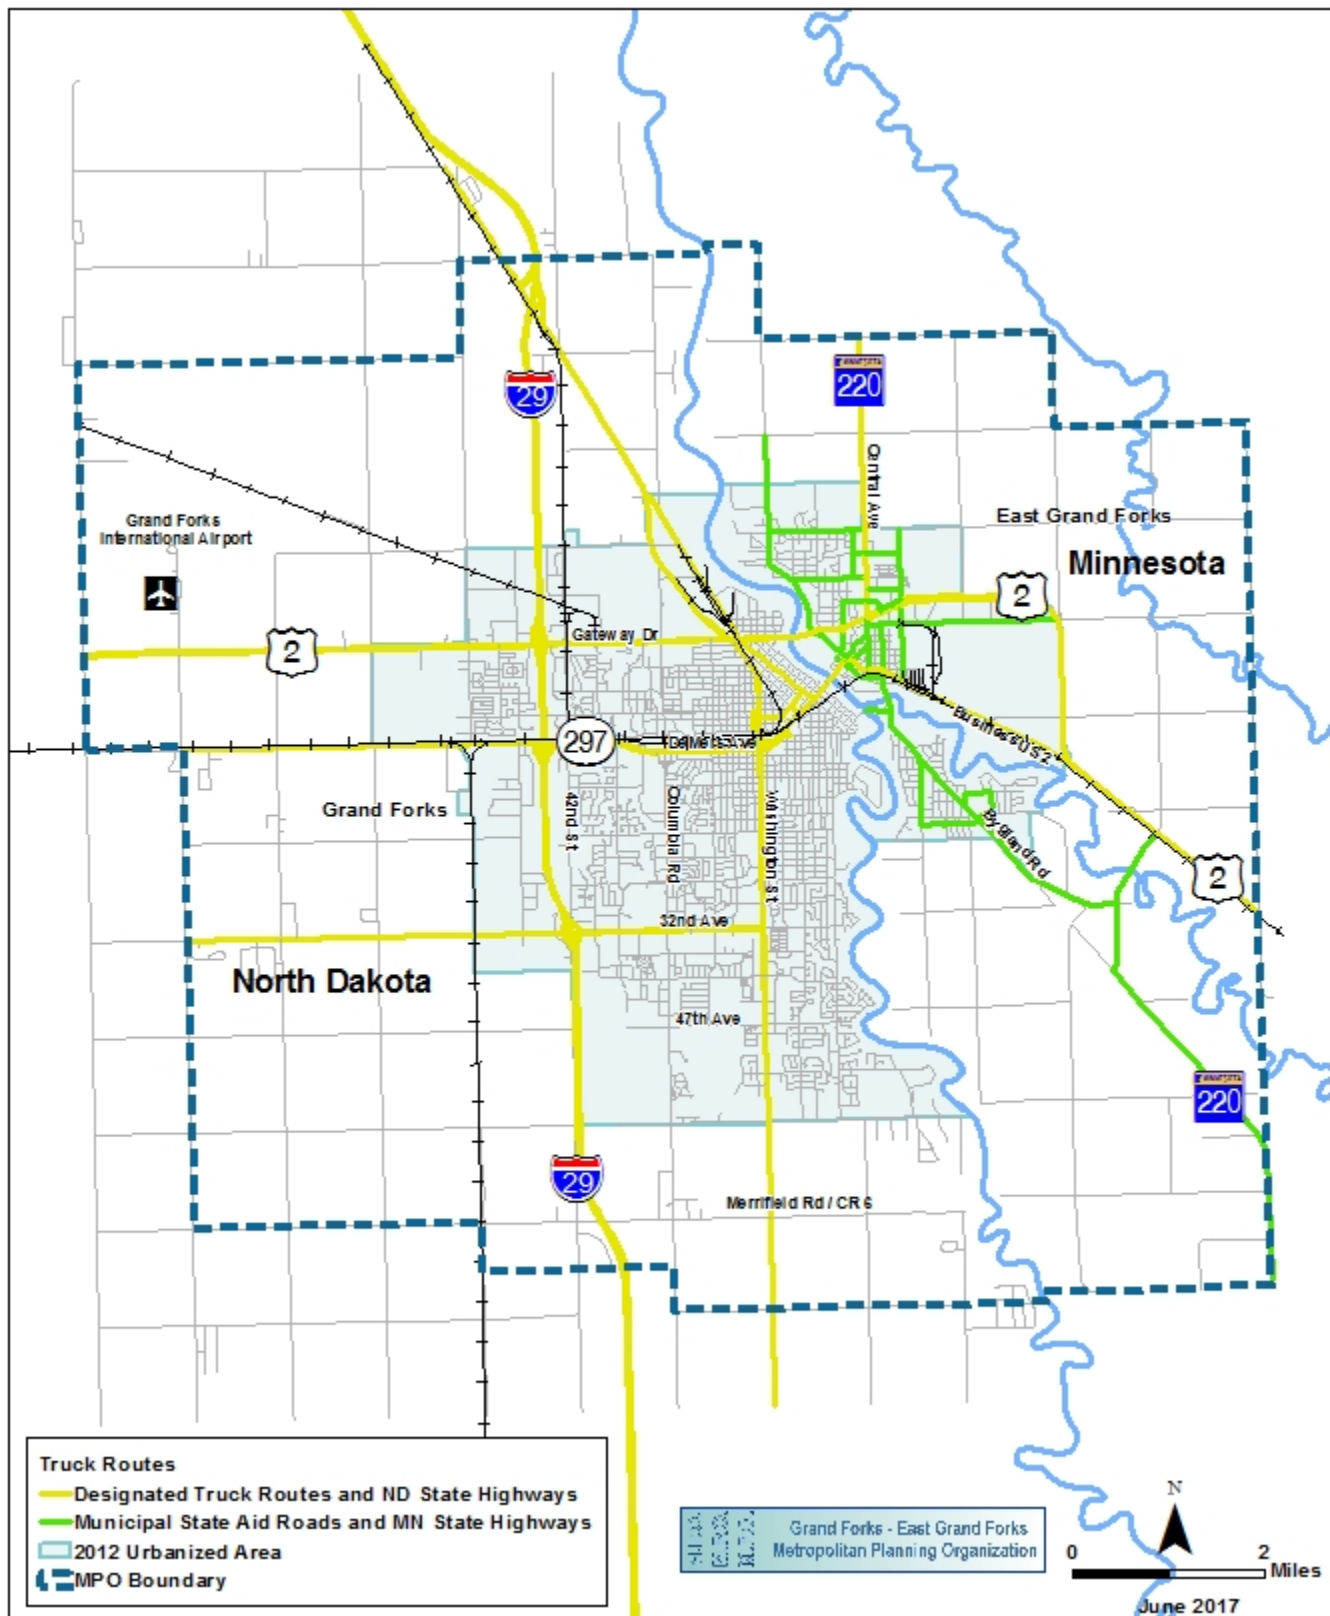 29
MINNESOTA
220
Central Ave
Grand Forks
International Airport
East Grand Forks
Minnesota
2
2
Gateway Dr
297
DeMers Ave
Business US 2
Grand Forks
42nd St
Columbia Rd
Washington St
Bygland Rd
2
32nd Ave
North Dakota
47th Ave
MINNESOTA
220
29
Merrifield Rd / CR 6
Truck Routes
Designated Truck Routes and ND State Highways
Municipal State Aid Roads and MN State Highways
2012 Urbanized Area
MPO Boundary
Grand Forks - East Grand Forks
Metropolitan Planning Organization
N
0 2
Miles
June 2017